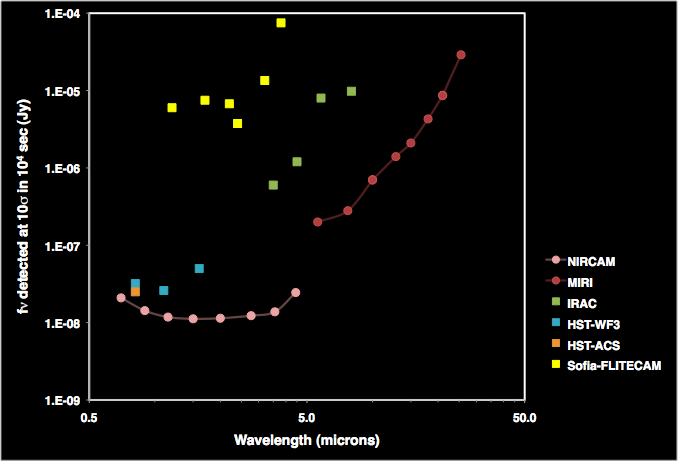 1.E-04
1.E-05
1.E-06
1.E-07
1.E-08
1.E-09
fν detected at 10σ in 10⁴ sec (Jy)
0.5
5.0
50.0
Wavelength (microns)
NIRCAM
MIRI
IRAC
HST-WF3
HST-ACS
Sofia-FLITECAM